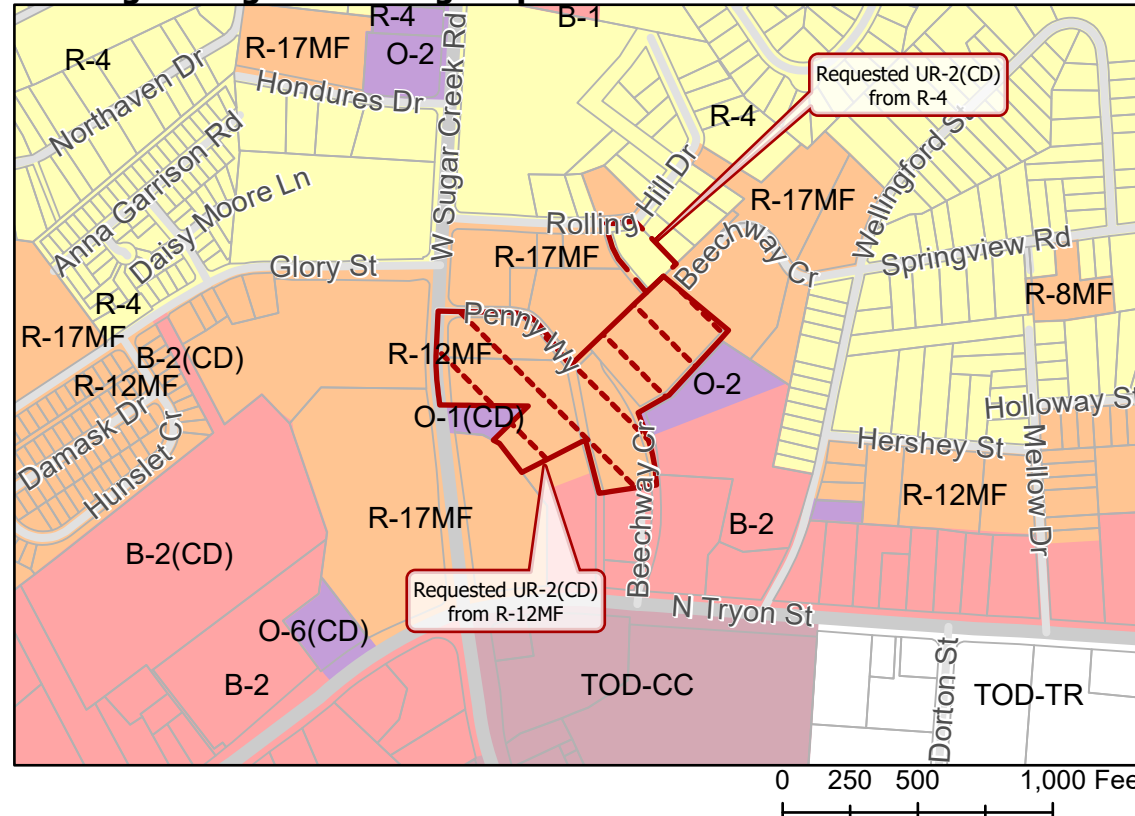 R-4
B-1
R-4
R-17MF
O-2
Hondures Dr
Northaven Dr
W Sugar Creek Rd
Requested UR-2(CD)
from R-4
R-4
Anna Garrison Rd
Daisy Moore Ln
Rolling Hill Dr
R-17MF
Wellingford St
Beechway Cr
Springview Rd
Glory St
R-17MF
R-4
R-8MF
R-17MF
Penny Wy
B-2(CD)
R-12MF
R-12MF
O-2
O-1(CD)
Holloway St
Damask Dr
Hunslet Cr
Hershey St
Mellow Dr
Beechway Cr
R-12MF
R-17MF
B-2
B-2(CD)
Requested UR-2(CD)
from R-12MF
N Tryon St
O-6(CD)
B-2
TOD-CC
Dorton St
TOD-TR
0 250 500 1,000 Fee